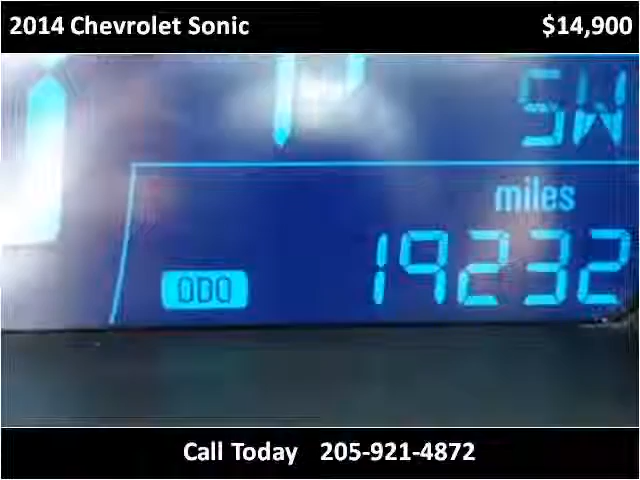 2014 Chevrolet Sonic $14,900
SW
miles
ODO 19232
Call Today 205-921-4872